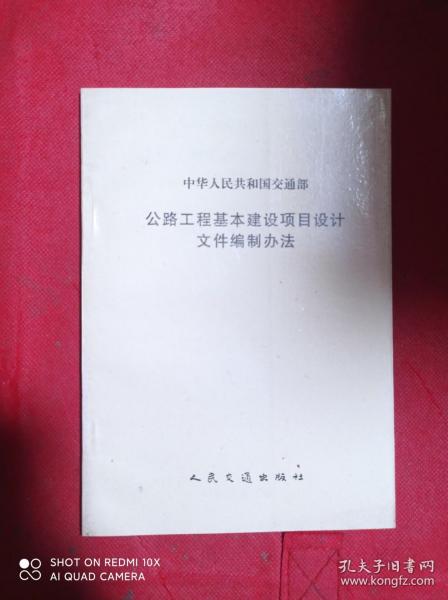 中华人民共和国交通部
公路工程基本建设项目设计
文件编制办法
人民交通出版社
SHOT ON REDMI 10X
AI QUAD CAMERA
孔夫子旧书网
www.kongfz.com